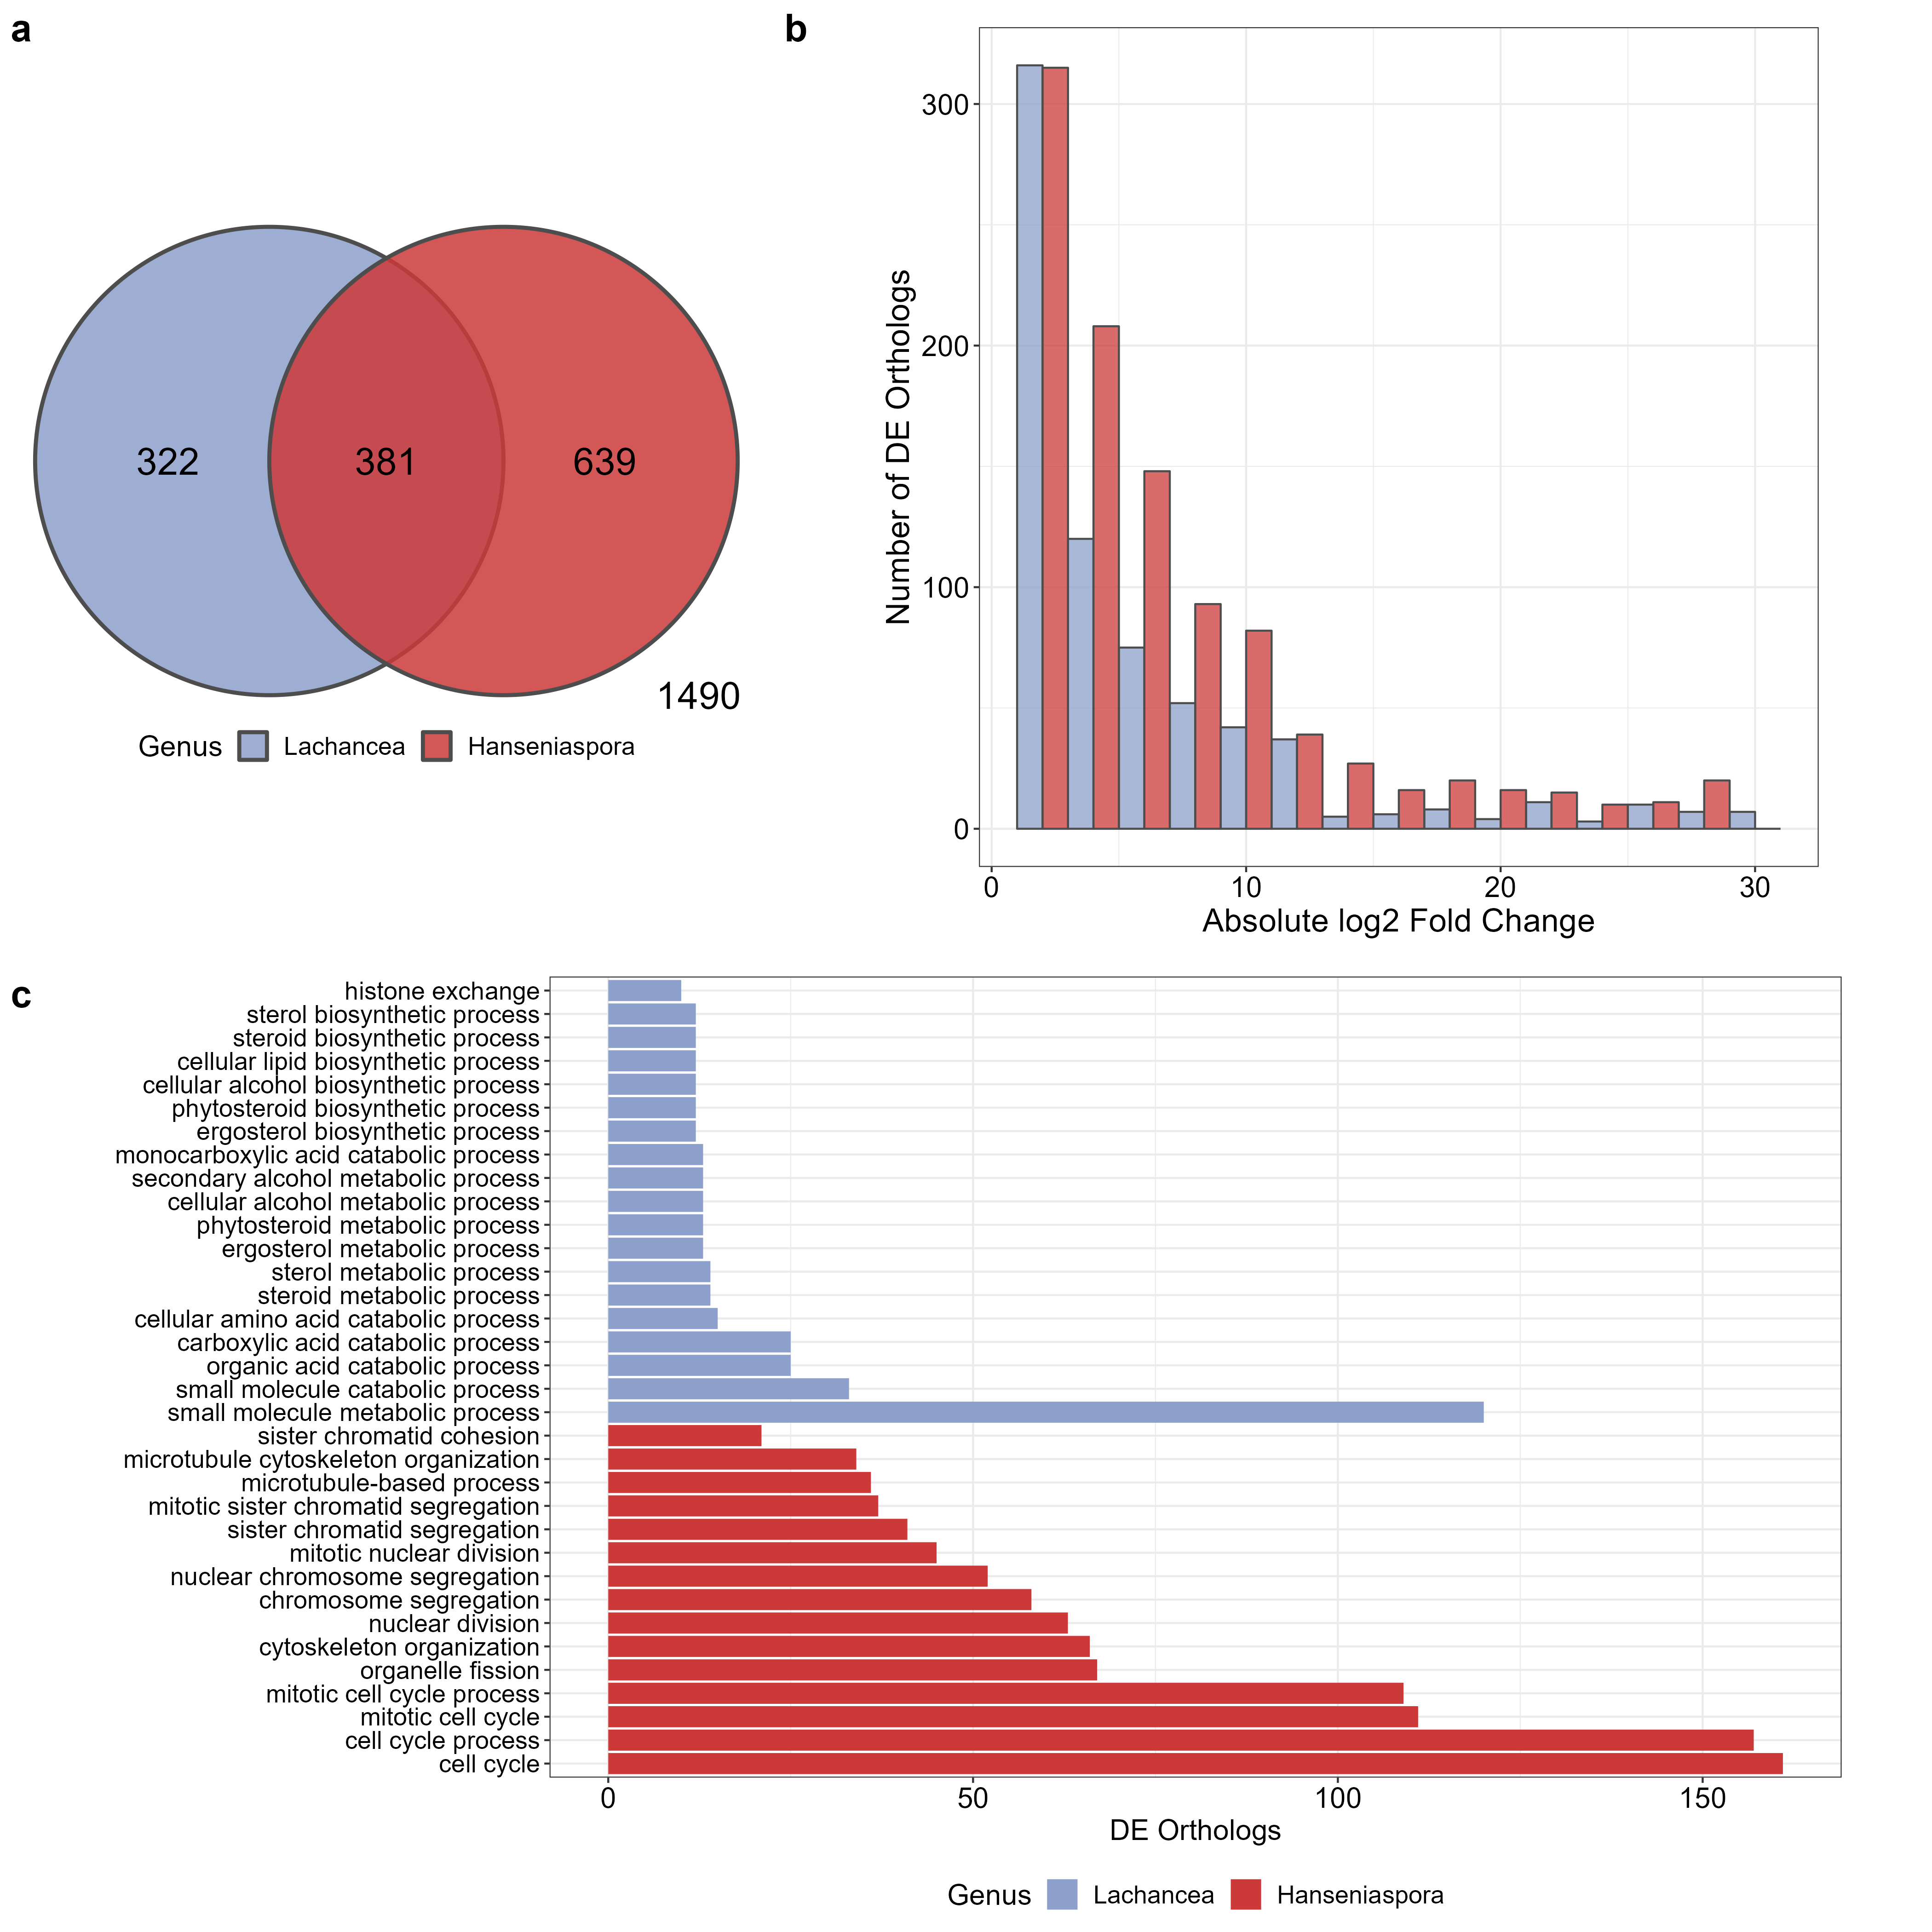 a
322
381
639
1490
Genus Lachancea Hanseniaspora
b
Number of DE Orthologs
300
200
100
0
0 10 20 30
Absolute log2 Fold Change
c
histone exchange
sterol biosynthetic process
steroid biosynthetic process
cellular lipid biosynthetic process
cellular alcohol biosynthetic process
phytosteroid biosynthetic process
ergosterol biosynthetic process
monocarboxylic acid catabolic process
secondary alcohol metabolic process
cellular alcohol metabolic process
phytosteroid metabolic process
ergosterol metabolic process
sterol metabolic process
steroid metabolic process
cellular amino acid catabolic process
carboxylic acid catabolic process
organic acid catabolic process
small molecule catabolic process
small molecule metabolic process
sister chromatid cohesion
microtubule cytoskeleton organization
microtubule-based process
mitotic sister chromatid segregation
sister chromatid segregation
mitotic nuclear division
nuclear chromosome segregation
chromosome segregation
nuclear division
cytoskeleton organization
organelle fission
mitotic cell cycle process
mitotic cell cycle
cell cycle process
cell cycle
0 50 100 150
DE Orthologs
Genus Lachancea Hanseniaspora